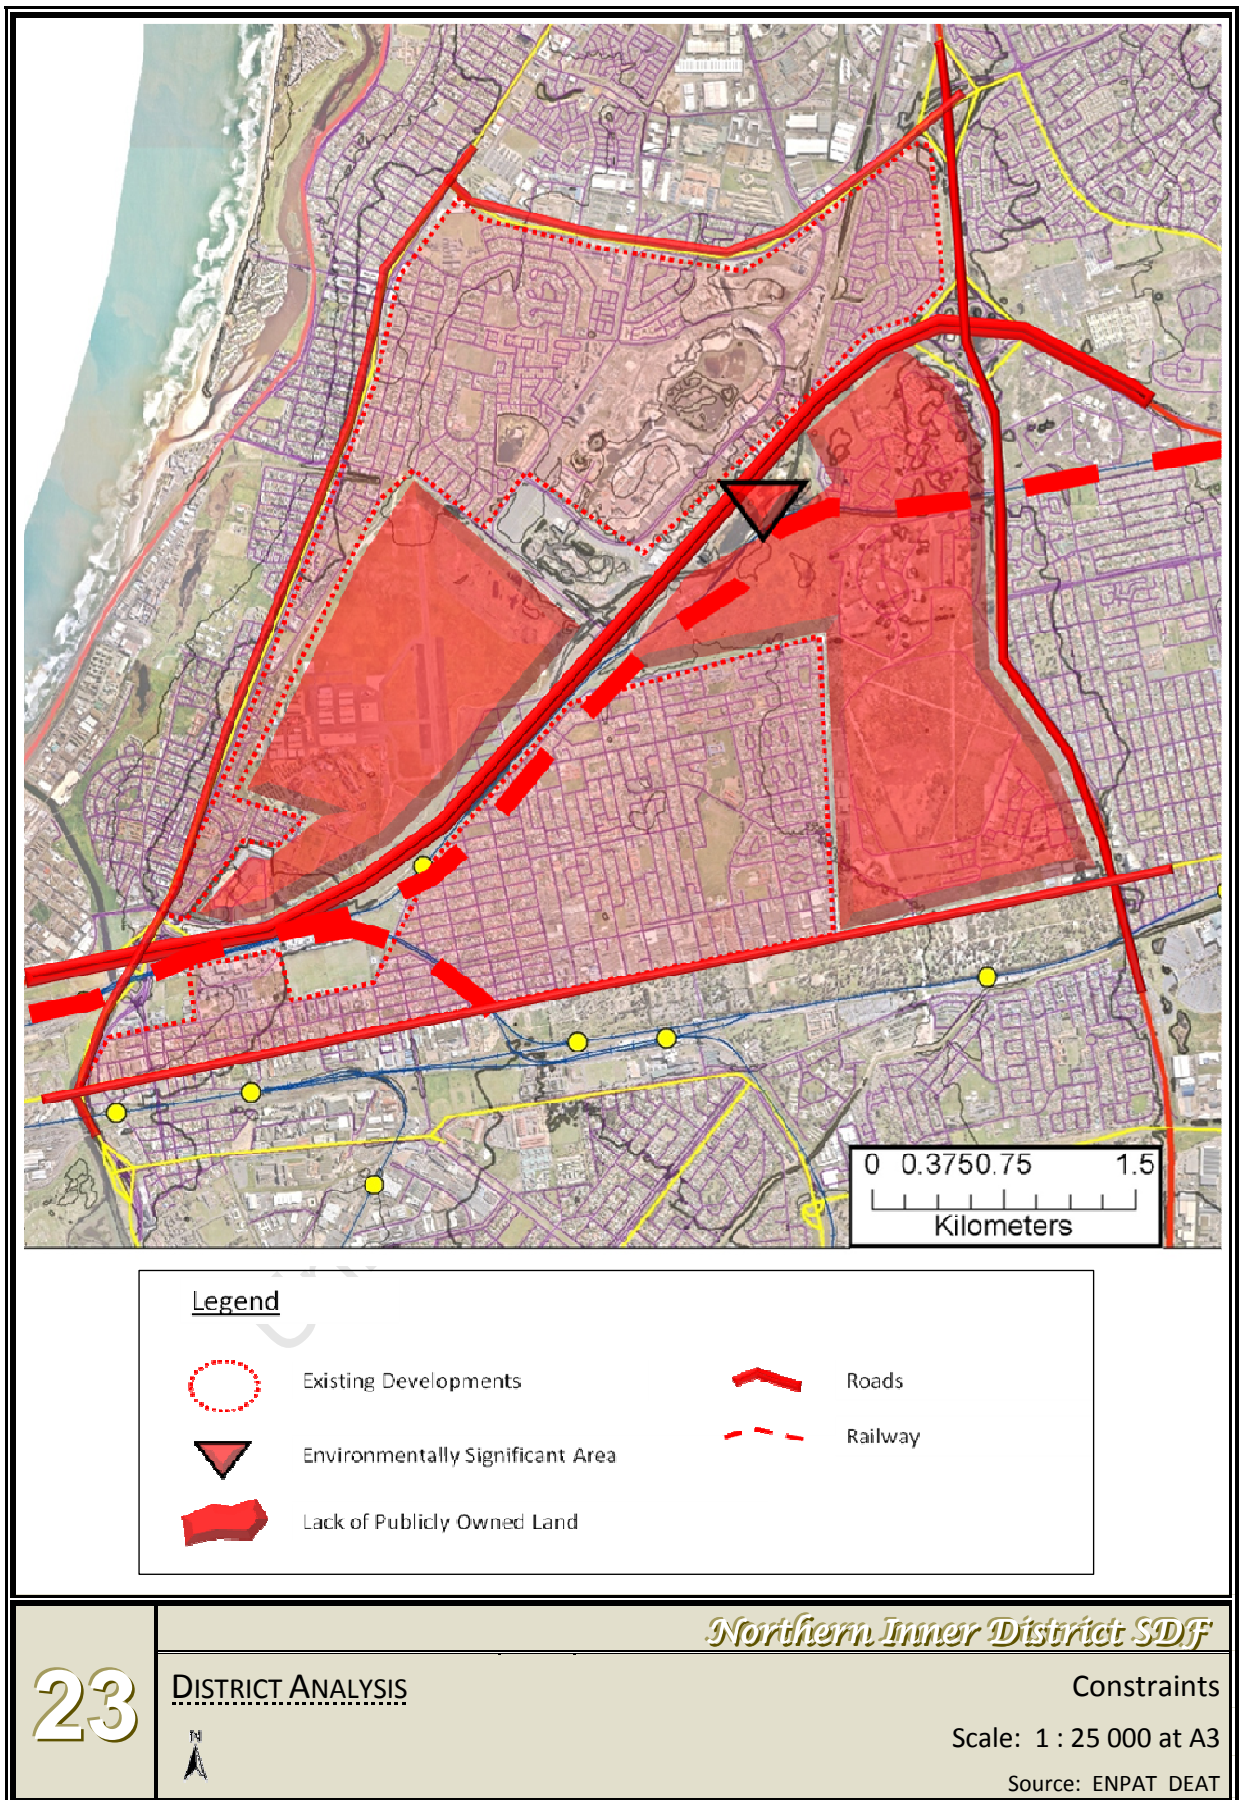 0 0.3750.75 1.5
Kilometers
Legend
Existing Developments
Roads
Environmentally Significant Area
Railway
Lack of Publicly Owned Land
Northern Inner District SDF
23
DISTRICT ANALYSIS
Constraints
N
Scale: 1 : 25 000 at A3
Source: ENPAT DEAT